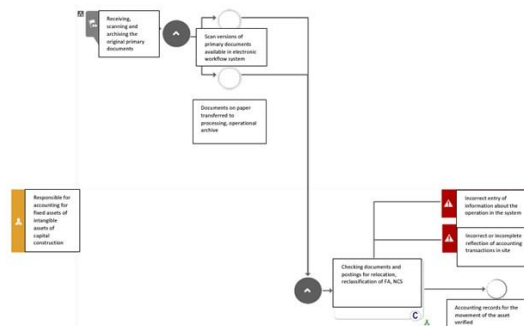 Receiving,
scanning and
archising the
original primary
documents
Scan versions of
primary documents
available in electronic
workflow system
Documents on paper
transferred to
processing, operational
archive
Responsible for
accounting for
fixed assets of
intangible
assets of
capital
construction
Incorrect entry of
information about the
operation in the system
Incorrect or incomplete
reflection of accounting
transactions in site
Checking documents and
postings for relocation,
reclassification of FA, NCS
C
Accounting records for the
movement of the asset
verified